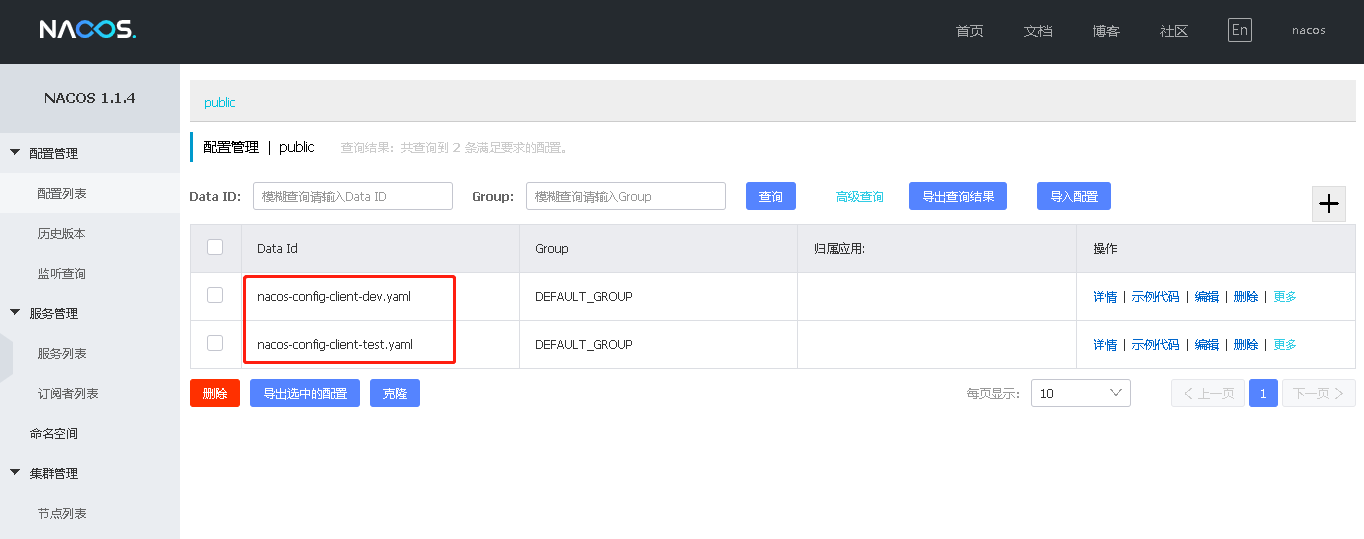 NACOS.
首页 文档 博客 社区 En nacos
NACOS 1.1.4
配置管理
配置列表
历史版本
监听查询
服务管理
服务列表
订阅者列表
命名空间
集群管理
节点列表
public
配置管理 | public 查询结果：共查询到 2 条满足要求的配置。
Data ID: 模糊查询请输入Data ID Group: 模糊查询请输入Group 查询 高级查询 导出查询结果 导入配置
Data Id Group 归属应用: 操作
nacos-config-client-dev.yaml DEFAULT_GROUP 详情 | 示例代码 | 编辑 | 删除 | 更多
nacos-config-client-test.yaml DEFAULT_GROUP 详情 | 示例代码 | 编辑 | 删除 | 更多
删除 导出选中的配置 克隆 每页显示: 10 上一页 1 下一页